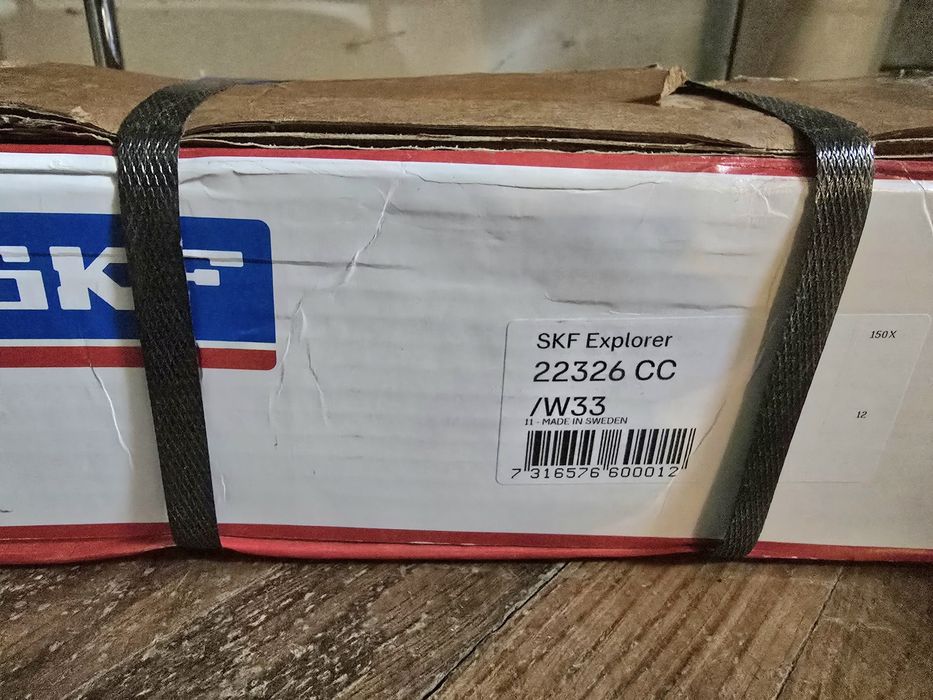 SKF
SKF Explorer
22326 CC
/W33
11 - MADE IN SWEDEN
7 316576 600012
150X
12